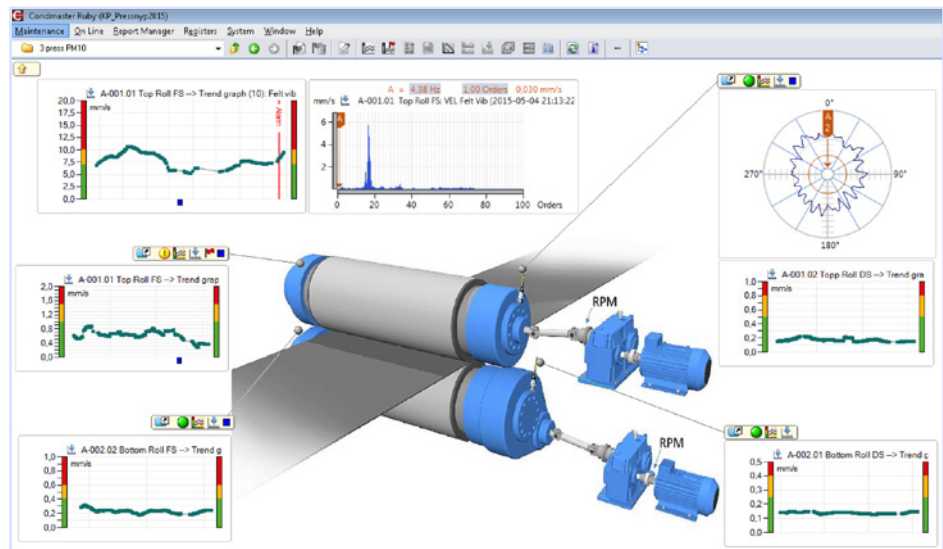 Condmaster Ruby (KP_Pressnyp2015)
Maintenance On Line Report Manager Registers System Window Help
3 press PM10
A-001.01 Top Roll FS --> Trend graph (10): Felt vib
mm/s
20,0
17,5
15,0
12,5
10,0
7,5
5,0
2,5
0,0
Alarm
A = 4.38 Hz 1.00 Orders 0,030 mm/s
mm/s A-001.01 Top Roll FS: VEL Felt Vib (2015-05-04 21:13:22
A
6
4
2
0 20 40 60 80 100 Orders
0°
A
2
270° 90°
180°
A-001.01 Top Roll FS --> Trend grap
mm/s
2,0
1,6
1,2
0,8
0,4
0,0
A-001.02 Topp Roll DS --> Trend gra
mm/s
1,0
0,8
0,6
0,4
0,2
0,0
RPM
A-002.02 Bottom Roll FS --> Trend g
mm/s
1,0
0,8
0,6
0,4
0,2
0,0
RPM
A-002.01 Bottom Roll DS --> Trend g
mm/s
0,5
0,4
0,3
0,2
0,1
0,0